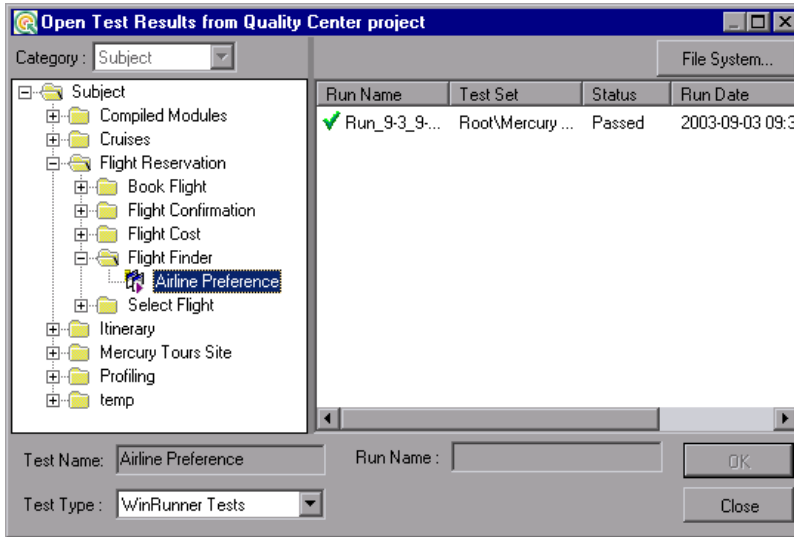 Open Test Results from Quality Center project
Category : Subject
File System...
Subject
Compiled Modules
Cruises
Flight Reservation
Book Flight
Flight Confirmation
Flight Cost
Flight Finder
Airline Preference
Select Flight
Itinerary
Mercury Tours Site
Profiling
temp
Run Name Test Set Status Run Date
Run_9-3_9-... Root\Mercury ... Passed 2003-09-03 09:3
Test Name: Airline Preference
Run Name :
OK
Test Type : WinRunner Tests
Close